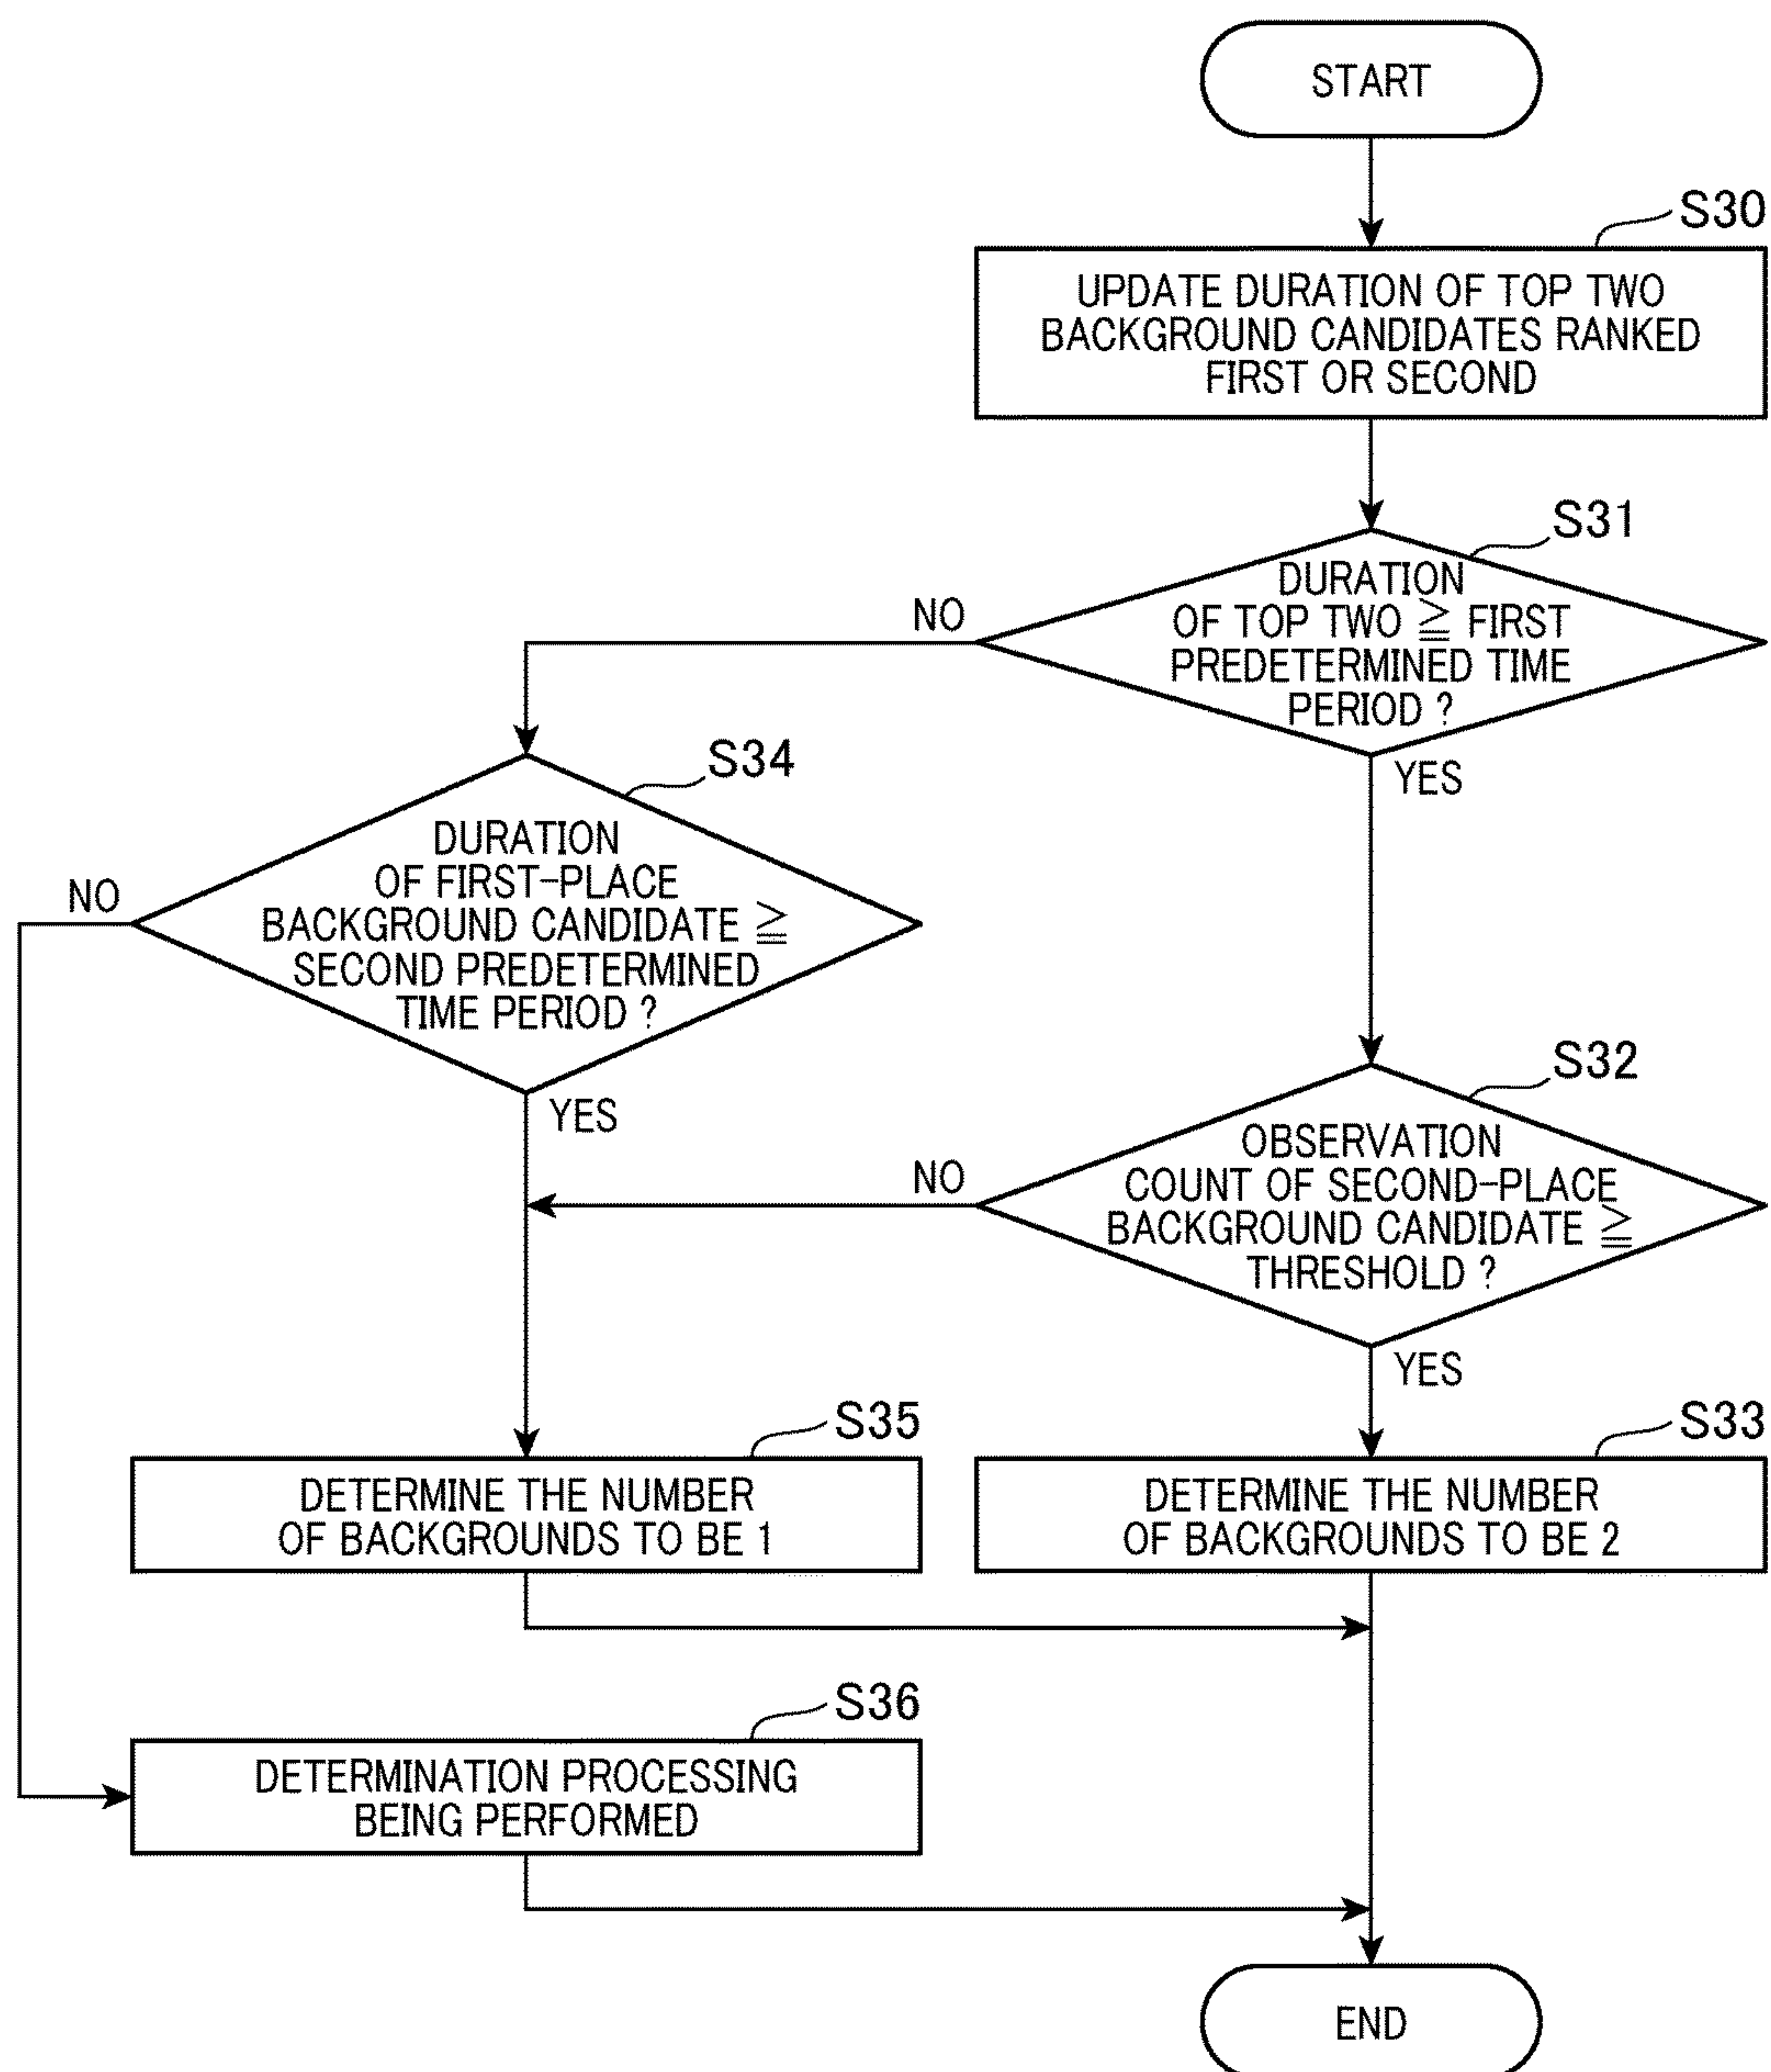 START
S30
UPDATE DURATION OF TOP TWO
BACKGROUND CANDIDATES RANKED
FIRST OR SECOND
S31
DURATION
OF TOP TWO ≧ FIRST
PREDETERMINED TIME
PERIOD ?
NO
YES
S34
DURATION
OF FIRST-PLACE
BACKGROUND CANDIDATE ≧
SECOND PREDETERMINED
TIME PERIOD ?
NO
YES
S32
OBSERVATION
COUNT OF SECOND-PLACE
BACKGROUND CANDIDATE ≧
THRESHOLD ?
NO
YES
S35
DETERMINE THE NUMBER
OF BACKGROUNDS TO BE 1
S33
DETERMINE THE NUMBER
OF BACKGROUNDS TO BE 2
S36
DETERMINATION PROCESSING
BEING PERFORMED
END